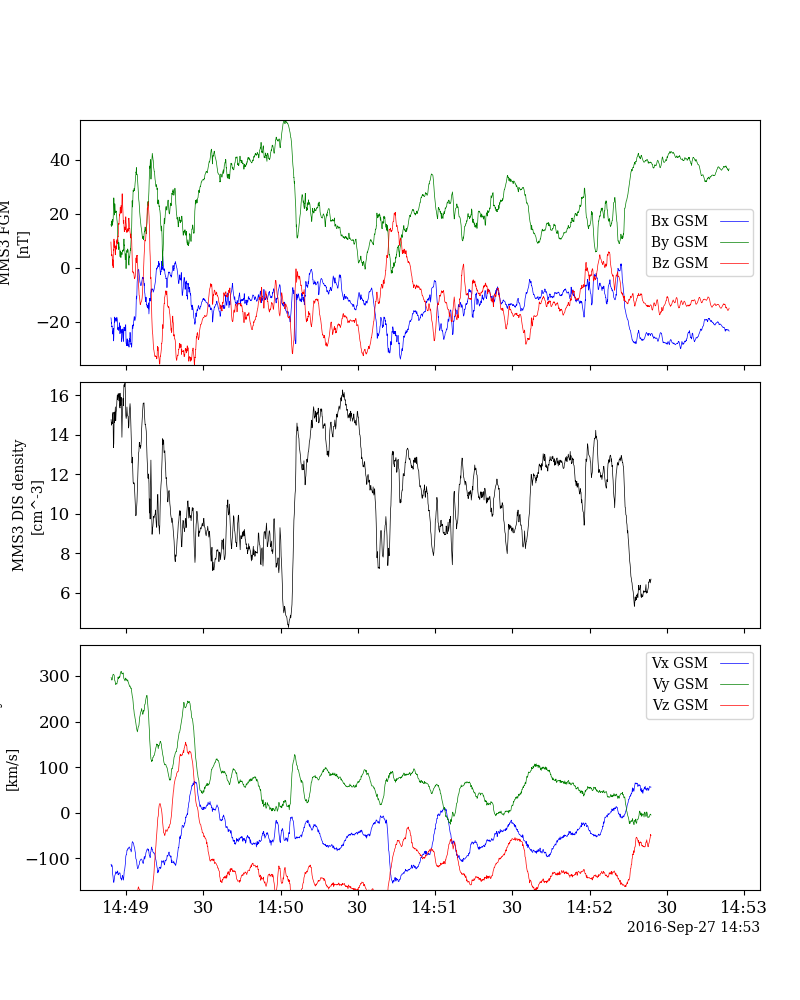 MMS3 FGM
[nT]
40
20
0
−20
Bx GSM
By GSM
Bz GSM
MMS3 DIS density
[cm^-3]
16
14
12
10
8
6
[km/s]
300
200
100
0
−100
Vx GSM
Vy GSM
Vz GSM
14:49
30
14:50
30
14:51
30
14:52
30
14:53
2016-Sep-27 14:53